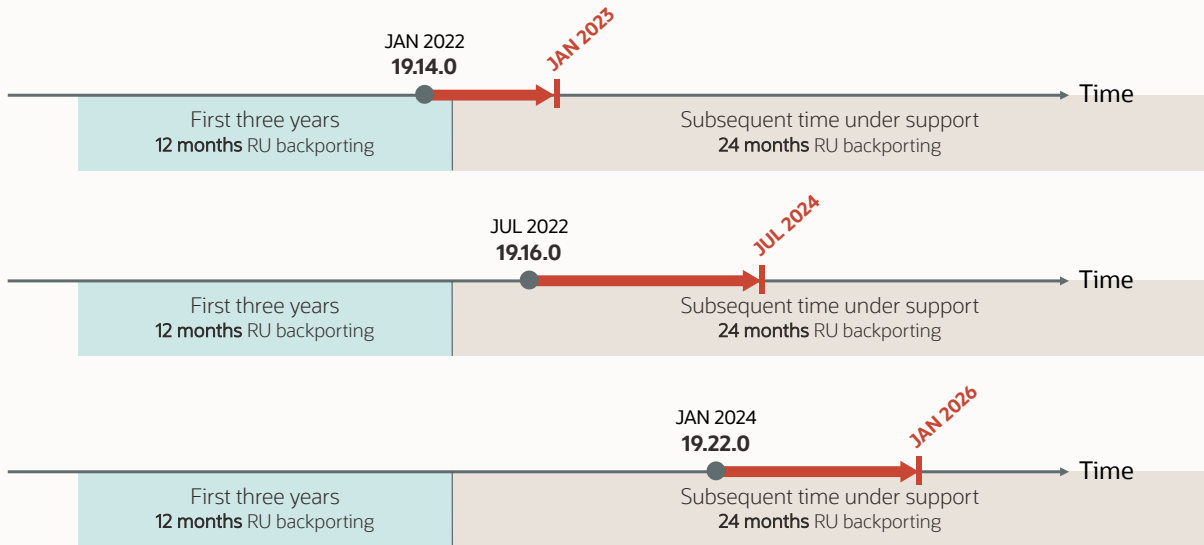 JAN 2022
19.14.0
JAN 2023
Time
First three years
12 months RU backporting
Subsequent time under support
24 months RU backporting
JUL 2022
19.16.0
JUL 2024
Time
First three years
12 months RU backporting
Subsequent time under support
24 months RU backporting
JAN 2024
19.22.0
JAN 2026
Time
First three years
12 months RU backporting
Subsequent time under support
24 months RU backporting